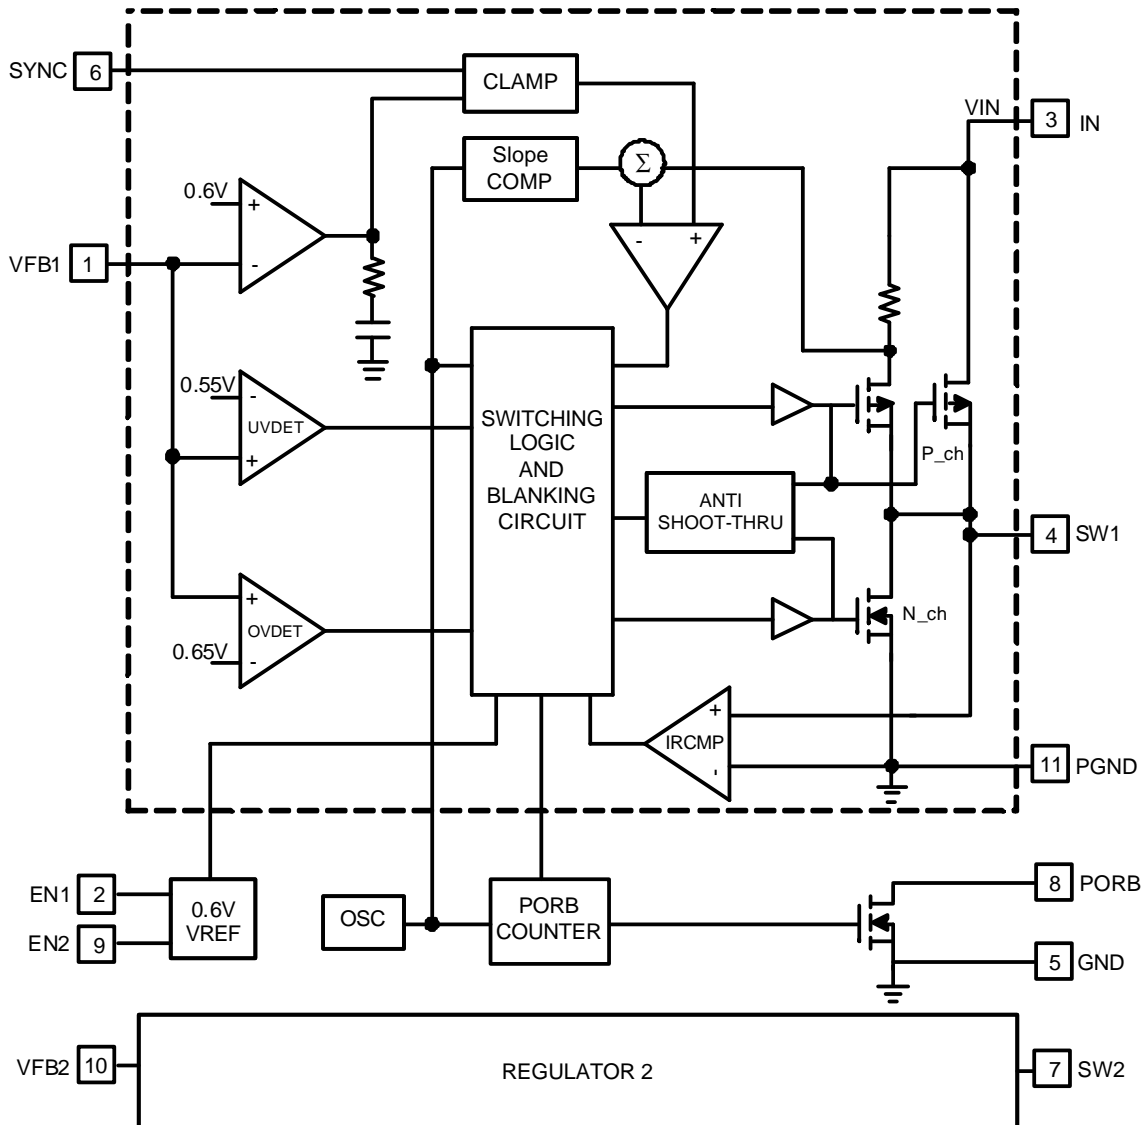 SYNC 6
CLAMP
VIN
3 IN
Slope
COMP
Σ
0.6V
+
-
- +
VFB1 1
0.55V
-
UVDET
+
SWITCHING
LOGIC
AND
BLANKING
CIRCUIT
P_ch
ANTI
SHOOT-THRU
4 SW1
+
OVDET
0.65V
-
N_ch
+
IRCMP
-
11 PGND
EN1 2
EN2 9
0.6V
VREF
OSC
PORB
COUNTER
8 PORB
5 GND
VFB2 10
REGULATOR 2
7 SW2